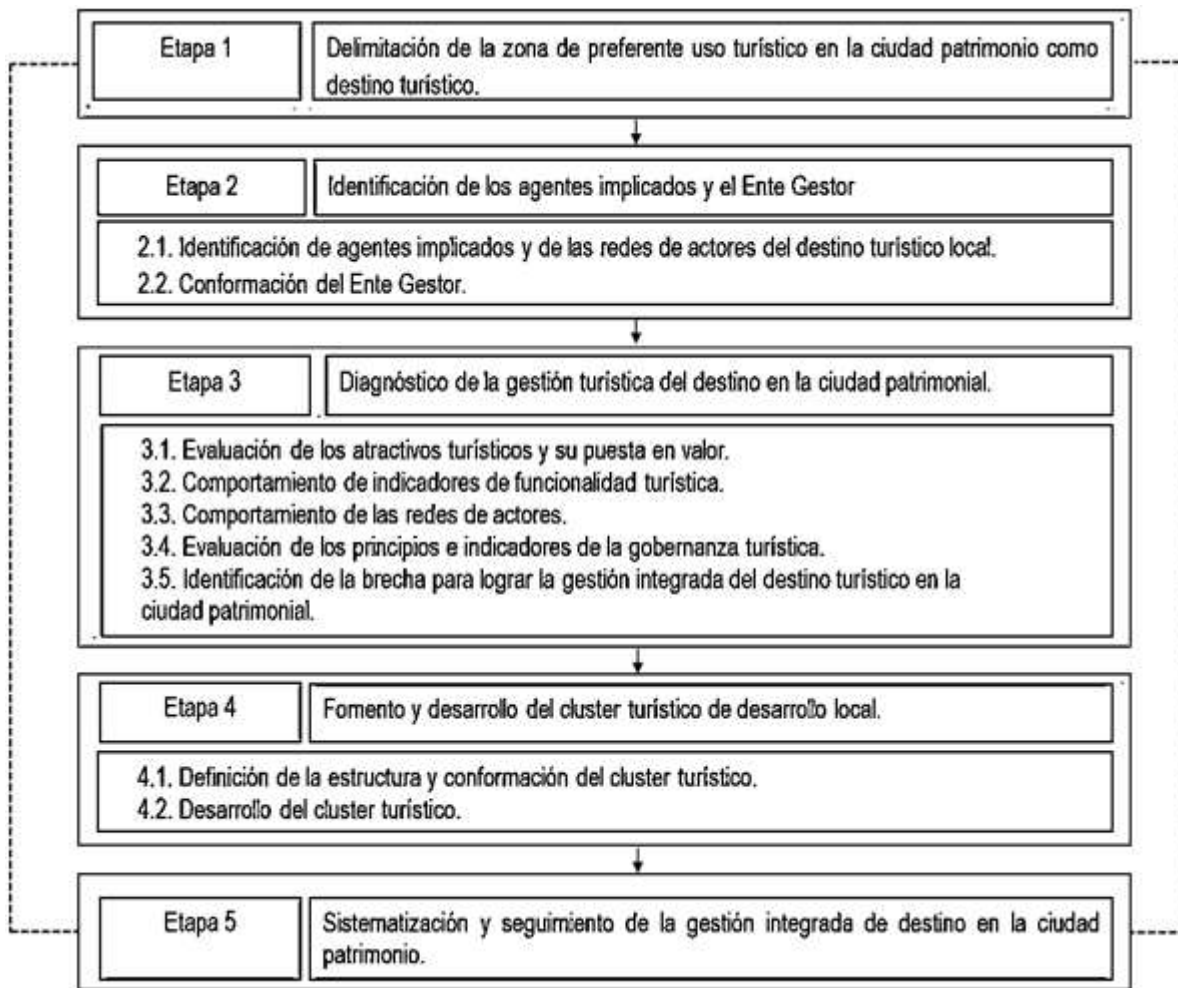 Etapa 1
Delimitación de la zona de preferente uso turístico en la ciudad patrimonio como
destino turístico.
Etapa 2
Identificación de los agentes implicados y el Ente Gestor
2.1. Identificación de agentes implicados y de las redes de actores del destino turístico local.
2.2. Conformación del Ente Gestor.
Etapa 3
Diagnóstico de la gestión turística del destino en la ciudad patrimonial.
3.1. Evaluación de los atractivos turísticos y su puesta en valor.
3.2. Comportamiento de indicadores de funcionalidad turística.
3.3. Comportamiento de las redes de actores.
3.4. Evaluación de los principios e indicadores de la gobernanza turística.
3.5. Identificación de la brecha para lograr la gestión integrada del destino turístico en la
ciudad patrimonial.
Etapa 4
Fomento y desarrollo del cluster turístico de desarrollo local.
4.1. Definición de la estructura y conformación del cluster turístico.
4.2. Desarrollo del cluster turístico.
Etapa 5
Sistematización y seguimiento de la gestión integrada de destino en la ciudad
patrimonio.